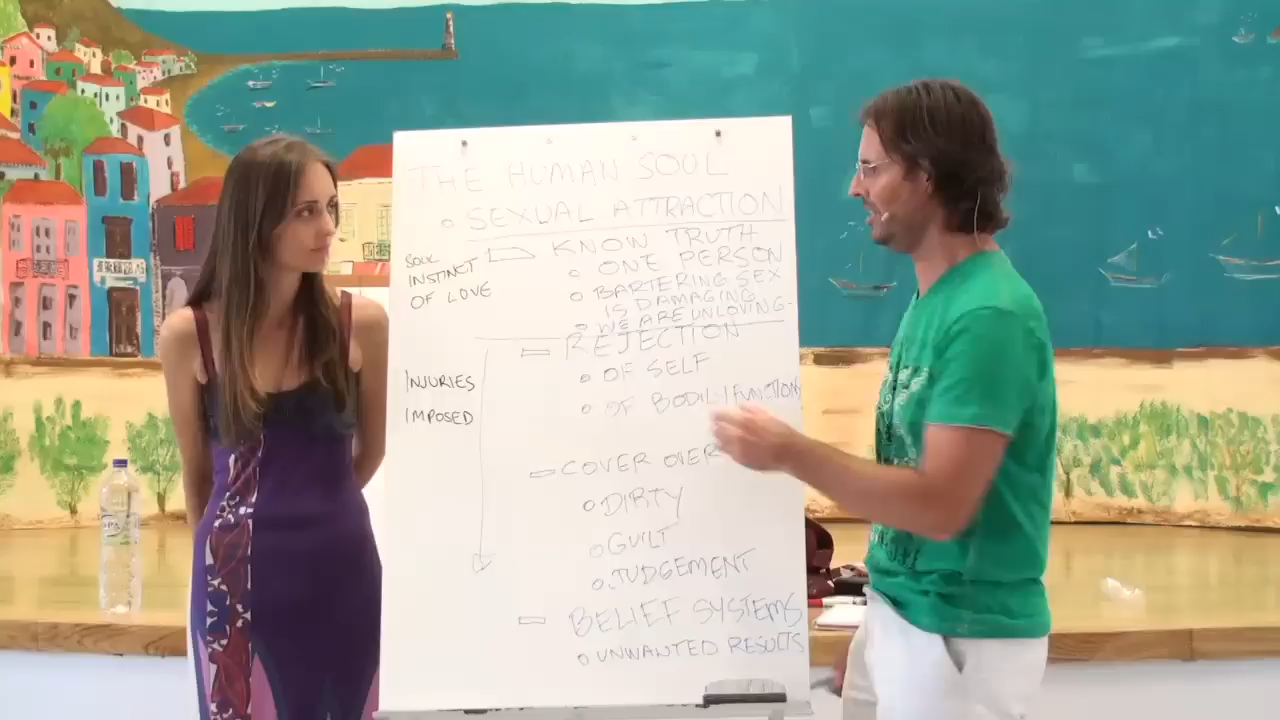 THE HUMAN SOUL
SEXUAL ATTRACTION
KNOW TRUTH
ONE PERSON
BARTERING SEX
IS DAMAGING
WE ARE UNLOVING
SOUL
INSTINCT
OF LOVE
REJECTION
OF SELF
OF BODILY FUNCTIONS
INJURIES
IMPOSED
COVER OVER
DIRTY
GUILT
JUDGEMENT
BELIEF SYSTEMS
UNWANTED RESULTS